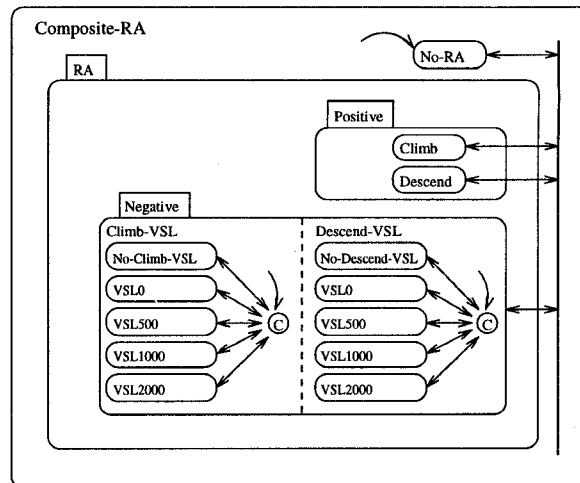 Composite-RA
No-RA
RA
Positive
Climb
Descend
Negative
Climb-VSL
No-Climb-VSL
VSL0
VSL500
VSL1000
VSL2000
C
Descend-VSL
No-Descend-VSL
VSL0
VSL500
VSL1000
VSL2000
C